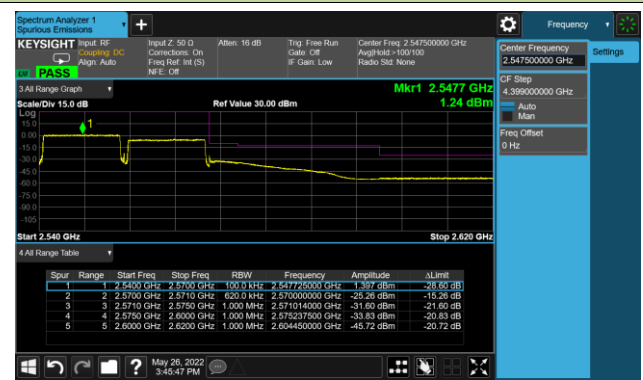 Spectrum Analyzer 1
Spurious Emissions
+
Frequency
KEYSIGHT
Input: RF
Coupling: DC
Align: Auto
Input Z: 50 Ω
Corrections: On
Freq Ref: Int (S)
NFE: Off
Atten: 16 dB
Trig: Free Run
Gate: Off
IF Gain: Low
Center Freq: 2.547500000 GHz
Avg|Hold:>100/100
Radio Std: None
PASS
Center Frequency
2.547500000 GHz
Settings
CF Step
4.399000000 GHz
Auto
Man
Freq Offset
0 Hz
3 All Range Graph
Mkr1 2.5477 GHz
Scale/Div 15.0 dB
Ref Value 30.00 dBm
1.24 dBm
Log
15.0
0.00
-15.0
-30.0
-45.0
-60.0
-75.0
-90.0
-105
1
Start 2.540 GHz
Stop 2.620 GHz
4 All Range Table
Spur Range Start Freq Stop Freq RBW Frequency Amplitude ΔLimit
1 1 2.5400 GHz 2.5700 GHz 100.0 kHz 2.547725000 GHz 1.397 dBm -28.60 dB
2 2 2.5700 GHz 2.5710 GHz 620.0 kHz 2.570000000 GHz -25.26 dBm -15.26 dB
3 3 2.5710 GHz 2.5750 GHz 1.000 MHz 2.571014000 GHz -31.60 dBm -21.60 dB
4 4 2.5750 GHz 2.6000 GHz 1.000 MHz 2.575237500 GHz -33.83 dBm -20.83 dB
5 5 2.6000 GHz 2.6200 GHz 1.000 MHz 2.604450000 GHz -45.72 dBm -20.72 dB
?
May 26, 2022
3:45:47 PM